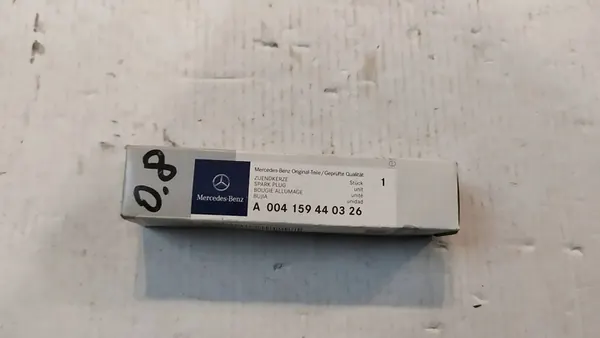 0.8
Mercedes-Benz
Mercedes-Benz Original-Teile/Geprüfte Qualität
ZUENDKERZE
SPARK PLUG
BOUGIE ALLUMAGE
BUJIA
Stück
unit
unité
unidad
1
A 004 159 44 03 26